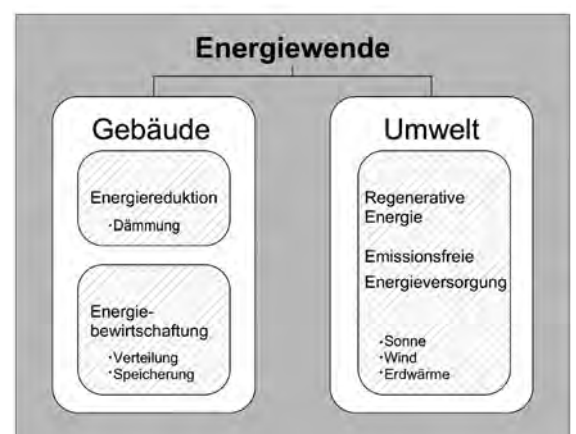 Energiewende
Gebäude
Energiereduktion
·Dämmung
Energie-
bewirtschaftung
·Verteilung
·Speicherung
Umwelt
Regenerative
Energie
Emissionsfreie
Energieversorgung
·Sonne
·Wind
·Erdwärme